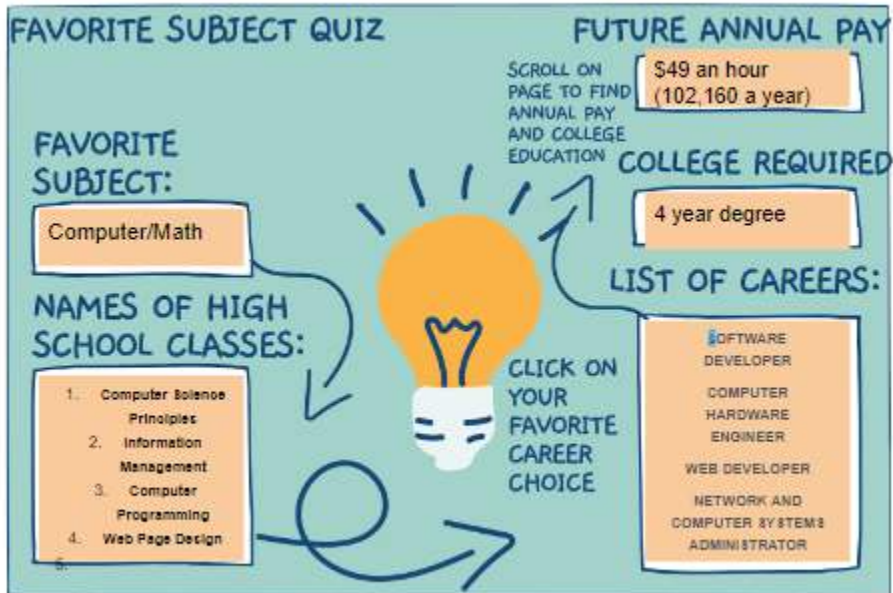 FAVORITE SUBJECT QUIZ
FAVORITE
SUBJECT:
Computer/Math
NAMES OF HIGH
SCHOOL CLASSES:
1. Computer Science
Principles
2. Information
Management
3. Computer
Programming
4. Web Page Design
5.
CLICK ON
YOUR
FAVORITE
CAREER
CHOICE
LIST OF CAREERS:
SOFTWARE
DEVELOPER
COMPUTER
HARDWARE
ENGINEER
WEB DEVELOPER
NETWORK AND
COMPUTER SYSTEMS
ADMINISTRATOR
SCROLL ON
PAGE TO FIND
ANNUAL PAY
AND COLLEGE
EDUCATION
FUTURE ANNUAL PAY
$49 an hour
(102,160 a year)
COLLEGE REQUIRED
4 year degree